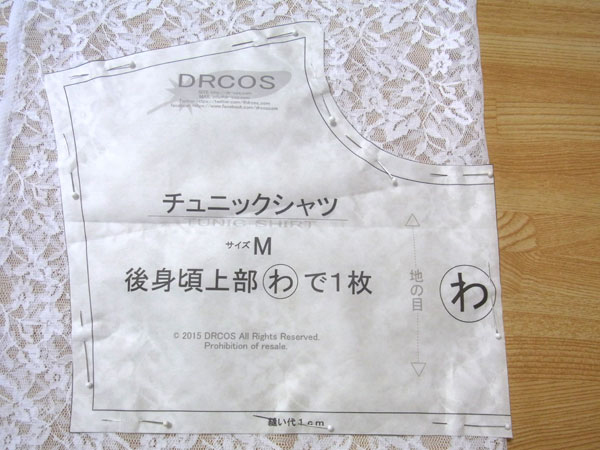 DRCOS
チュニックシャツ
TUNIC SHIRT
サイズ M
後身頃上部 わ で1枚
地の目
わ
© 2015 DRCOS All Rights Reserved.
Prohibition of resale.
縫い代1cm